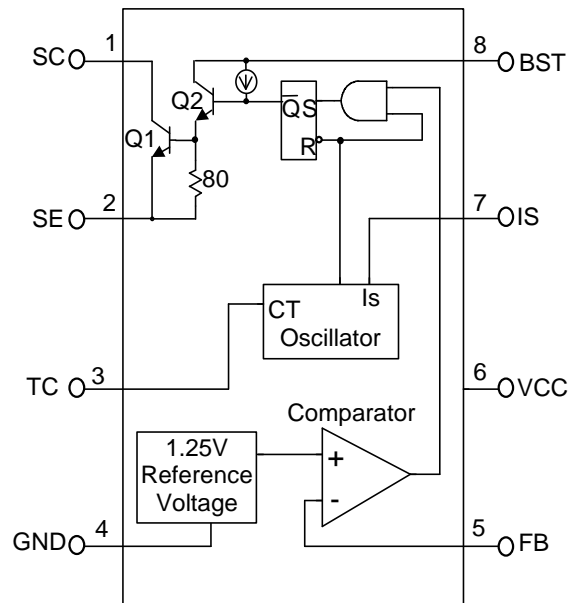 1
SC
8
BST
Q2
Q̅ S
Q1
R
80
2
SE
7
IS
Is
CT
Oscillator
TC
3
6
VCC
Comparator
1.25V
Reference
Voltage
+
-
4
GND
5
FB